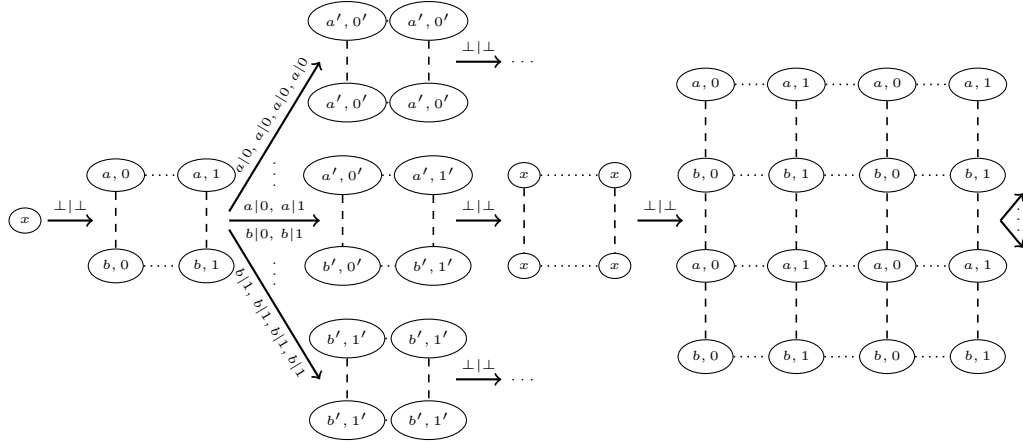 x
⊥|⊥
a, 0 a, 1
b, 0 b, 1
a|0, a|0, a|0, a|0
a|0, a|1
b|0, b|1
b|1, b|1, b|1, b|1
a′, 0′ a′, 0′
a′, 0′ a′, 0′
⊥|⊥ · · ·
a′, 0′ a′, 1′
b′, 0′ b′, 1′
⊥|⊥
b′, 1′ b′, 1′
b′, 1′ b′, 1′
⊥|⊥ · · ·
x x
x x
⊥|⊥
a, 0 a, 1 a, 0 a, 1
b, 0 b, 1 b, 0 b, 1
a, 0 a, 1 a, 0 a, 1
b, 0 b, 1 b, 0 b, 1